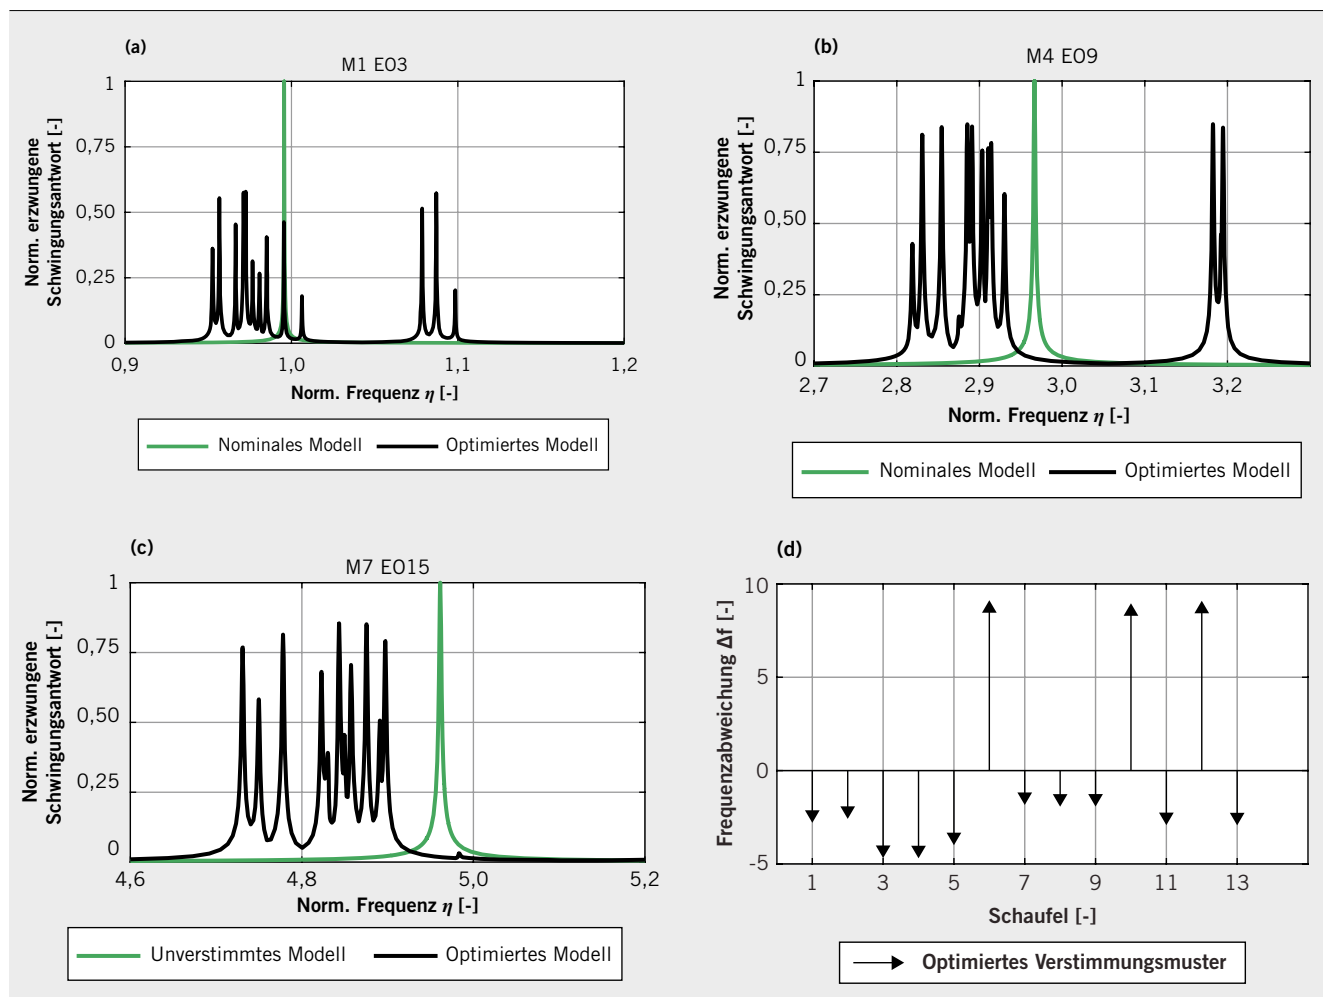 (a)
M1 EO3
Norm. erzwungene
Schwingungsantwort [-]
1
0,75
0,50
0,25
0
0,9 1,0 1,1 1,2
Norm. Frequenz η [-]
Nominales Modell Optimiertes Modell
(b)
M4 EO9
Norm. erzwungene
Schwingungsantwort [-]
1
0,75
0,50
0,25
0
2,7 2,8 2,9 3,0 3,1 3,2
Norm. Frequenz η [-]
Nominales Modell Optimiertes Modell
(c)
M7 EO15
Norm. erzwungene
Schwingungsantwort [-]
1
0,75
0,50
0,25
0
4,6 4,8 5,0 5,2
Norm. Frequenz η [-]
Unverstimmtes Modell Optimiertes Modell
(d)
Frequenzabweichung Δf [-]
10
5
0
-5
1 3 5 7 9 11 13
Schaufel [-]
Optimiertes Verstimmungsmuster